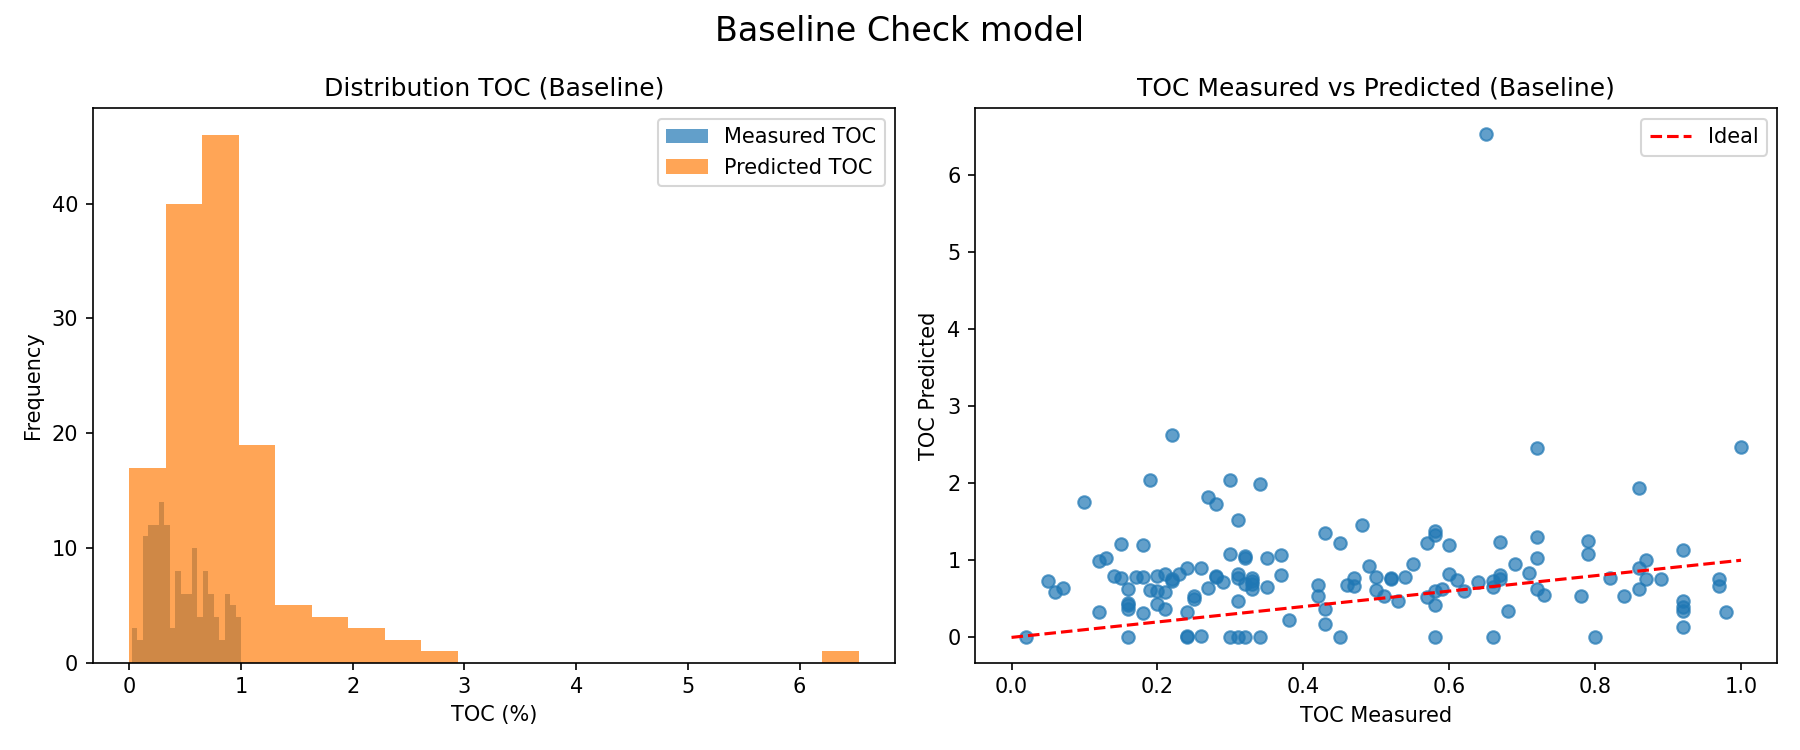 Baseline Check model
Distribution TOC (Baseline)
Measured TOC
Predicted TOC
Frequency
40
30
20
10
0
0 1 2 3 4 5 6
TOC (%)
TOC Measured vs Predicted (Baseline)
Ideal
TOC Predicted
6
5
4
3
2
1
0
0.0 0.2 0.4 0.6 0.8 1.0
TOC Measured